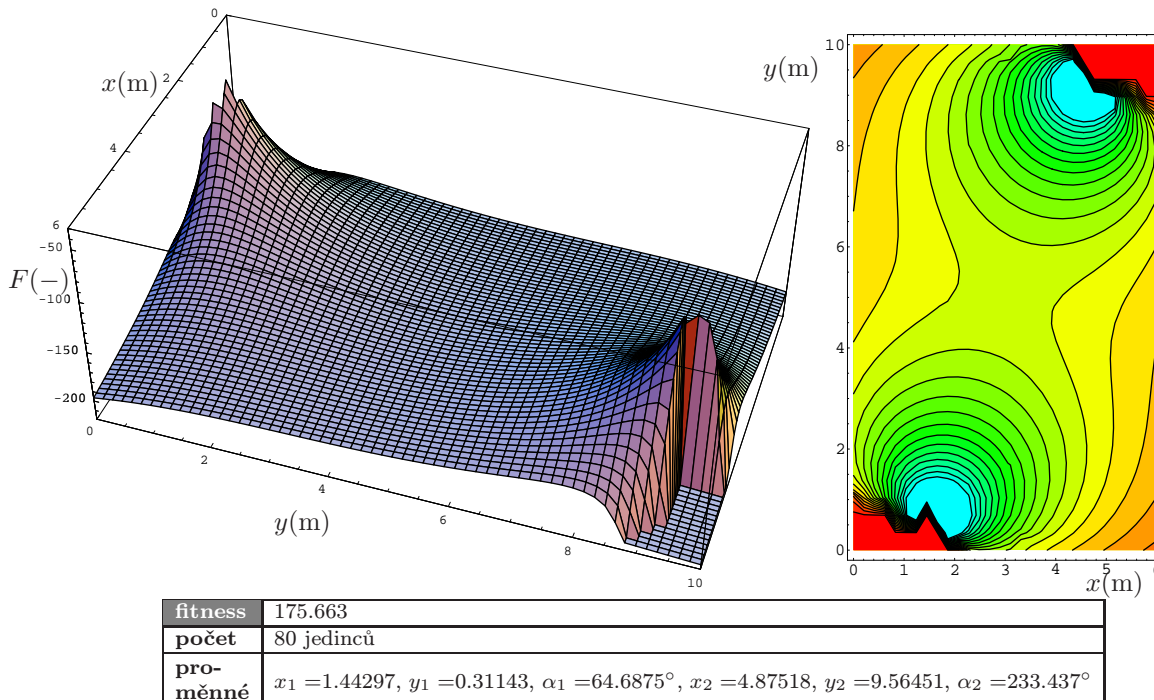 0
2
4
6
x(m)
F(−)
-50
-100
-150
-200
0
2
4
6
8
10
y(m)
y(m)
10
8
6
4
2
0
0 1 2 3 4 5 6
x(m)
fitness 175.663
počet 80 jedinců
pro-
měnné x₁ =1.44297, y₁ =0.31143, α₁ =64.6875°, x₂ =4.87518, y₂ =9.56451, α₂ =233.437°